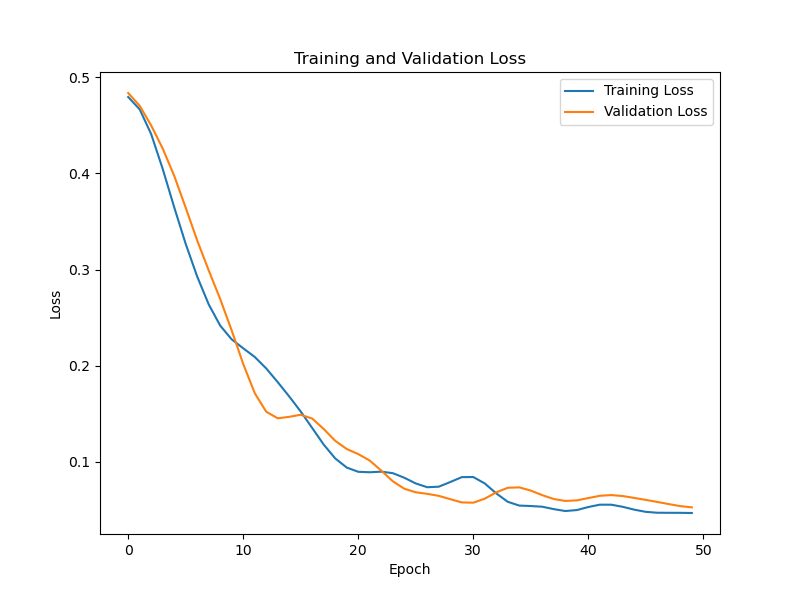 Training and Validation Loss
Training Loss
Validation Loss
0.5
0.4
0.3
0.2
0.1
Loss
0 10 20 30 40 50
Epoch